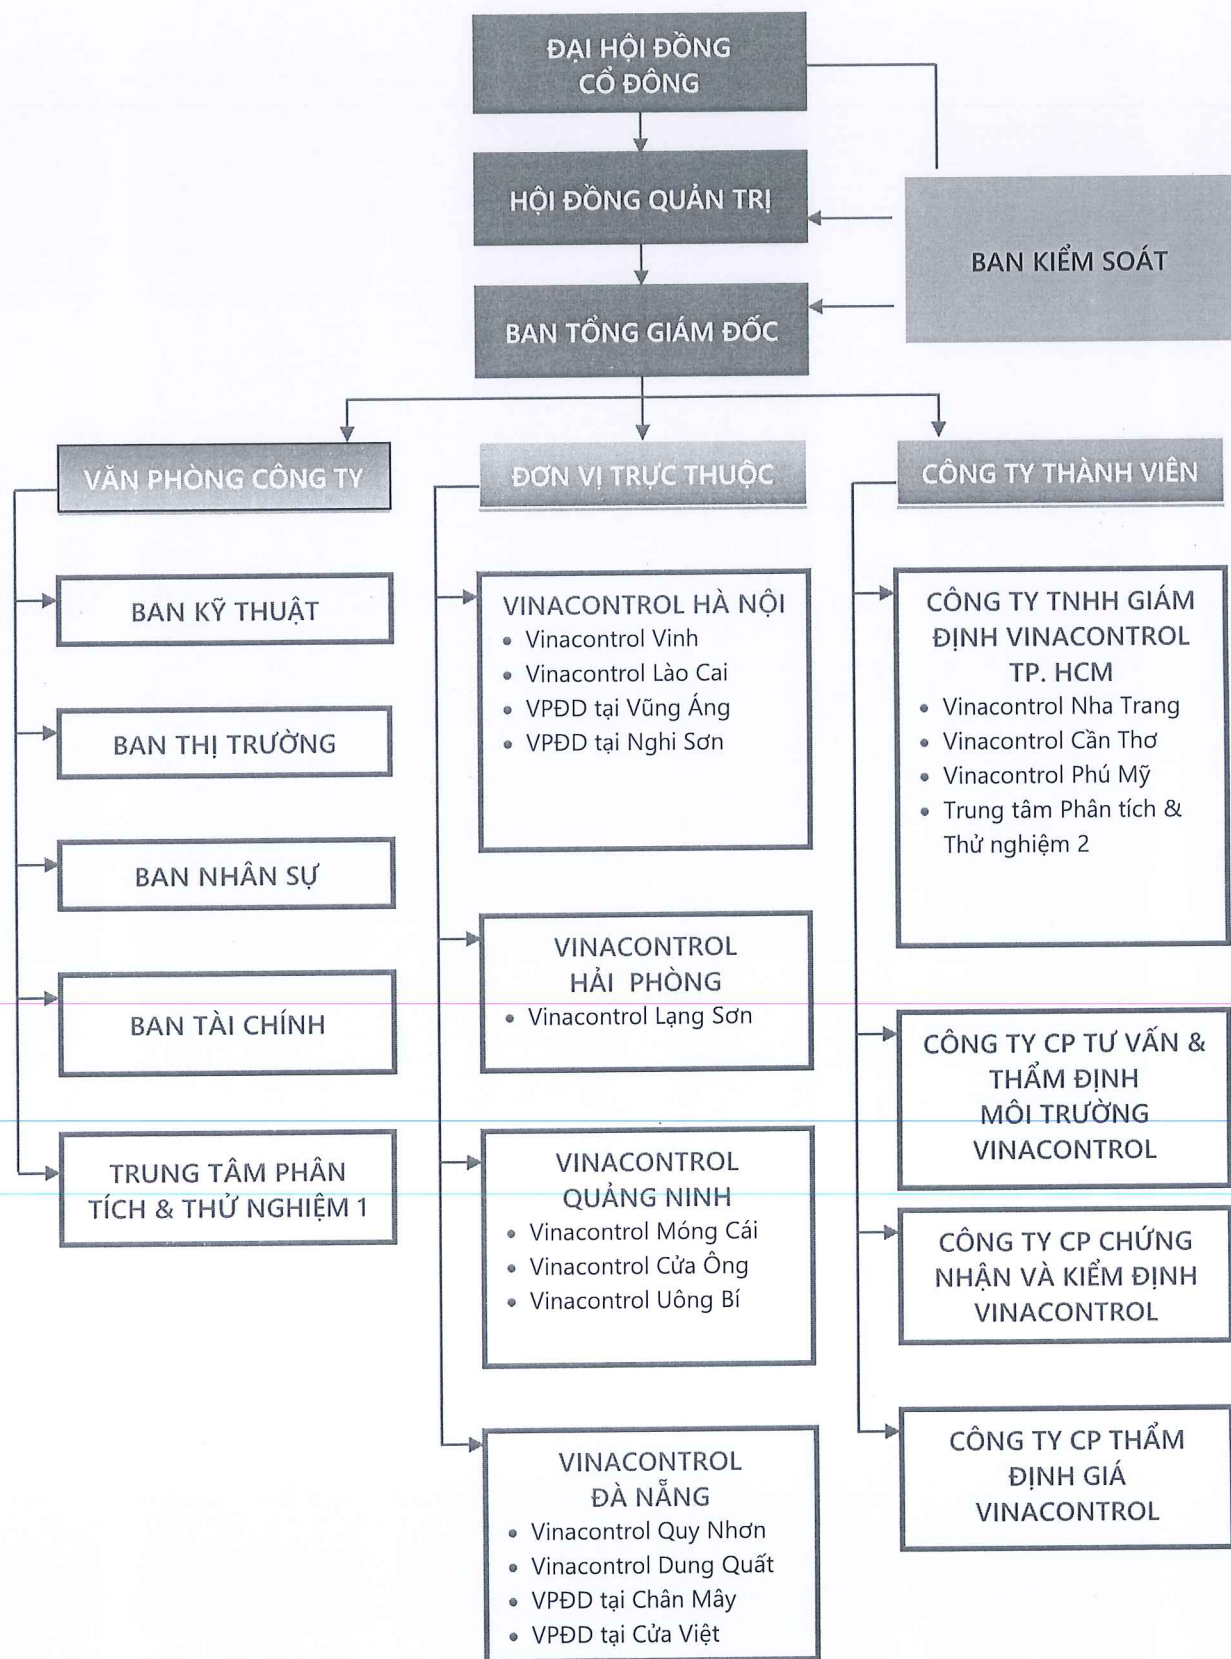 ĐẠI HỘI ĐỒNG
CỔ ĐÔNG
HỘI ĐỒNG QUẢN TRỊ
BAN KIỂM SOÁT
BAN TỔNG GIÁM ĐỐC
VĂN PHÒNG CÔNG TY
BAN KỸ THUẬT
BAN THỊ TRƯỜNG
BAN NHÂN SỰ
BAN TÀI CHÍNH
TRUNG TÂM PHÂN
TÍCH & THỬ NGHIỆM 1
ĐƠN VỊ TRỰC THUỘC
VINACONTROL HÀ NỘI
• Vinacontrol Vinh
• Vinacontrol Lào Cai
• VPĐD tại Vũng Áng
• VPĐD tại Nghi Sơn
VINACONTROL
HẢI PHÒNG
• Vinacontrol Lạng Sơn
VINACONTROL
QUẢNG NINH
• Vinacontrol Móng Cái
• Vinacontrol Cửa Ông
• Vinacontrol Uông Bí
VINACONTROL
ĐÀ NẴNG
• Vinacontrol Quy Nhơn
• Vinacontrol Dung Quất
• VPĐD tại Chân Mây
• VPĐD tại Cửa Việt
CÔNG TY THÀNH VIÊN
CÔNG TY TNHH GIÁM
ĐỊNH VINACONTROL
TP. HCM
• Vinacontrol Nha Trang
• Vinacontrol Cần Thơ
• Vinacontrol Phú Mỹ
• Trung tâm Phân tích &
Thử nghiệm 2
CÔNG TY CP TƯ VẤN &
THẨM ĐỊNH
MÔI TRƯỜNG
VINACONTROL
CÔNG TY CP CHỨNG
NHẬN VÀ KIỂM ĐỊNH
VINACONTROL
CÔNG TY CP THẨM
ĐỊNH GIÁ
VINACONTROL